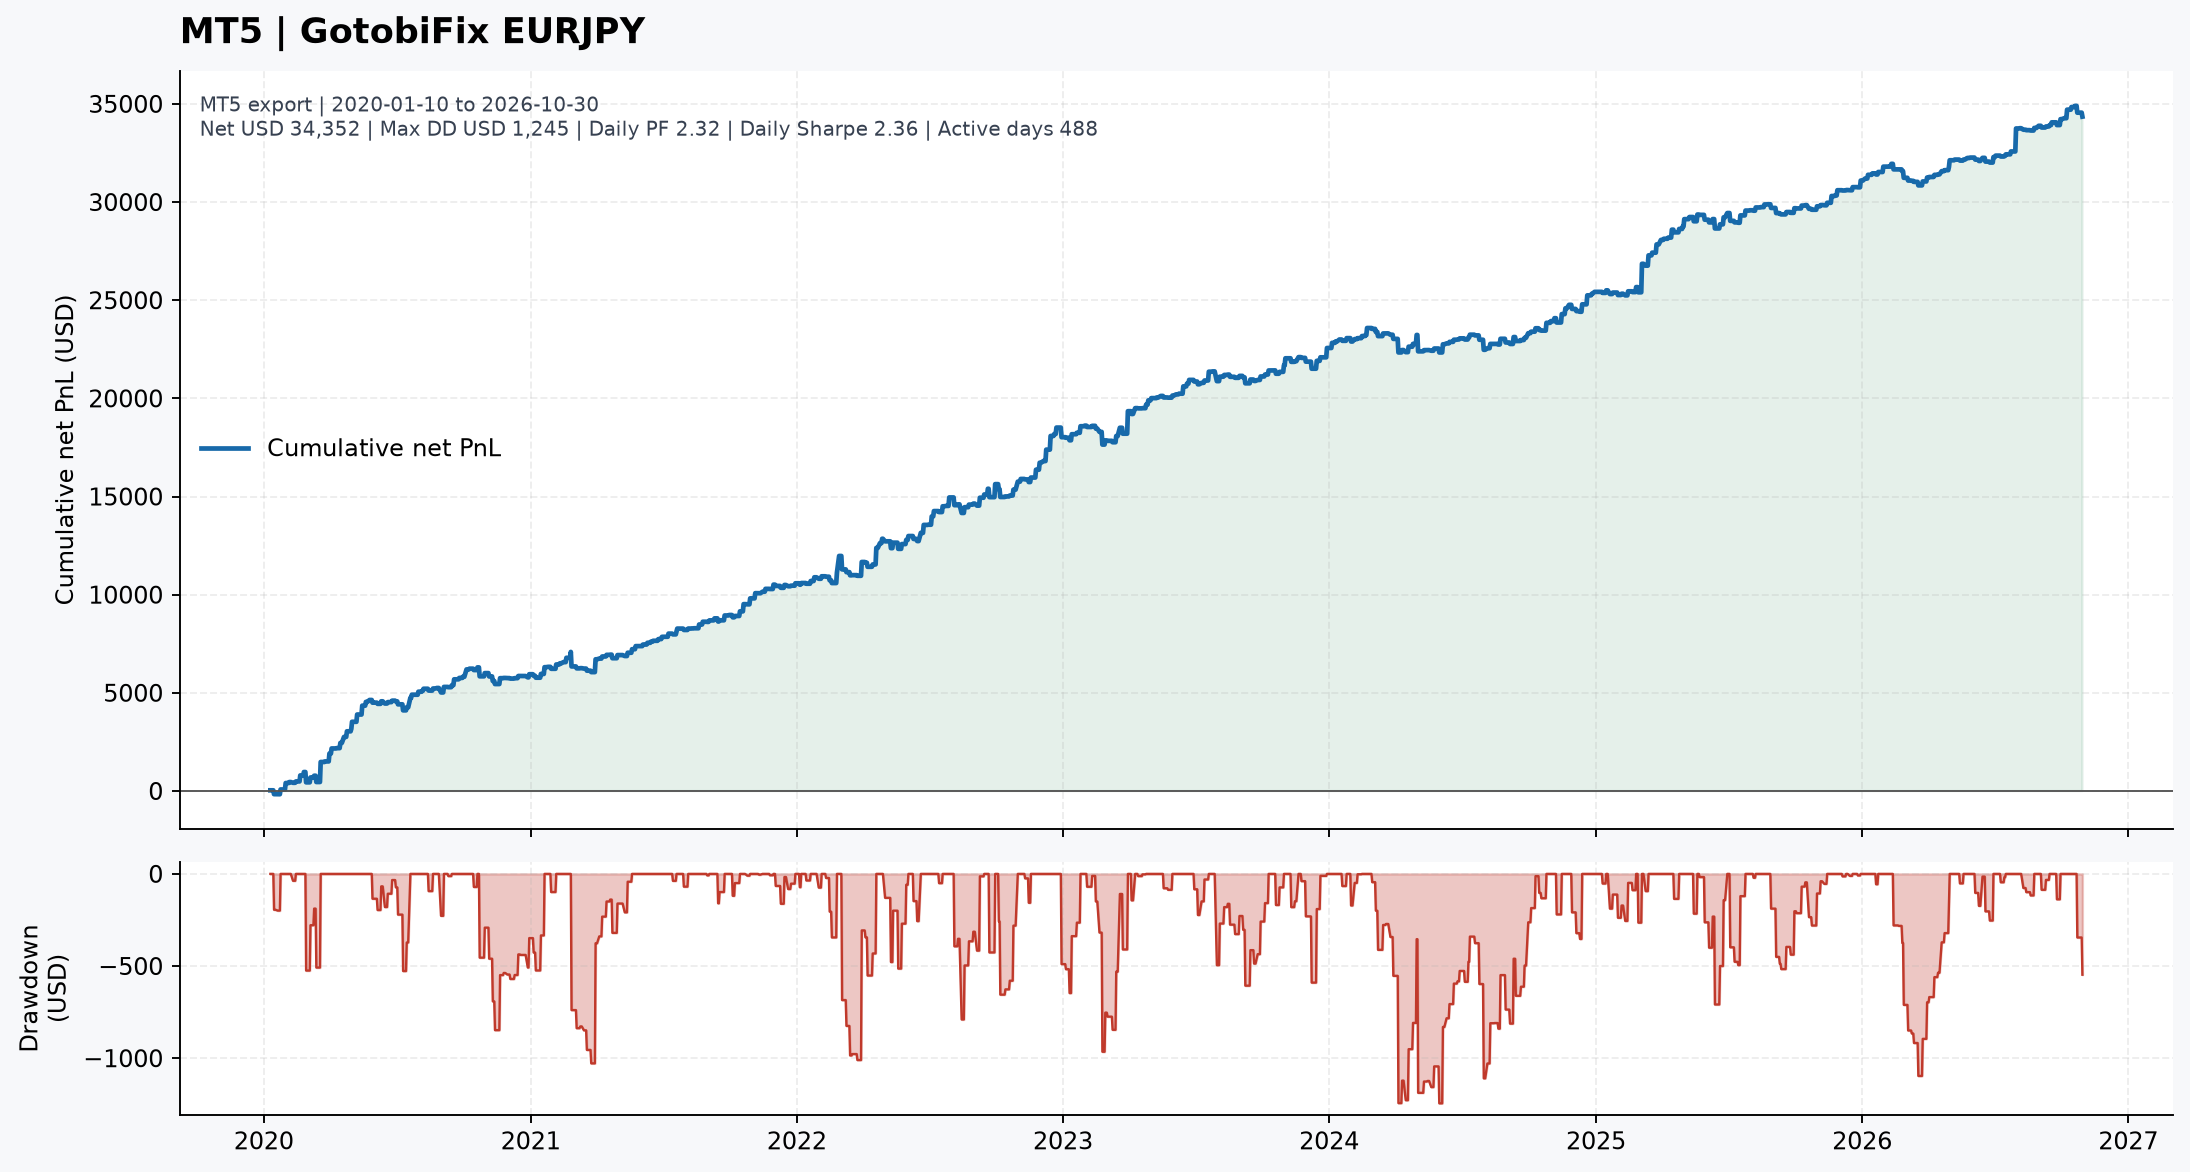 MT5 | GotobiFix EURJPY
MT5 export | 2020-01-10 to 2026-10-30
Net USD 34,352 | Max DD USD 1,245 | Daily PF 2.32 | Daily Sharpe 2.36 | Active days 488
Cumulative net PnL (USD)
35000
30000
25000
20000
15000
10000
5000
0
Cumulative net PnL
Drawdown
(USD)
0
−500
−1000
2020 2021 2022 2023 2024 2025 2026 2027